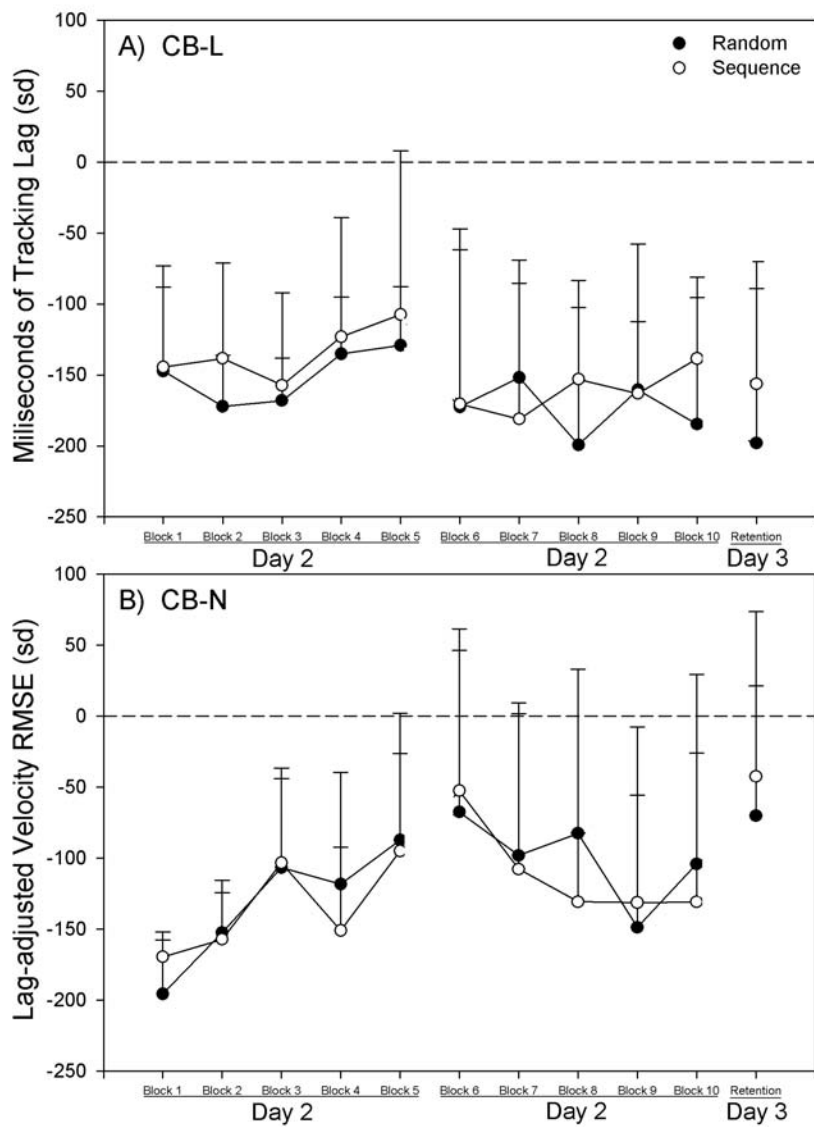 A) CB-L
Random
Sequence
Miliseconds of Tracking Lag (sd)
100
50
0
-50
-100
-150
-200
-250
Block 1 Block 2 Block 3 Block 4 Block 5 Block 6 Block 7 Block 8 Block 9 Block 10 Retention
Day 2 Day 2 Day 3
B) CB-N
Lag-adjusted Velocity RMSE (sd)
100
50
0
-50
-100
-150
-200
-250
Block 1 Block 2 Block 3 Block 4 Block 5 Block 6 Block 7 Block 8 Block 9 Block 10 Retention
Day 2 Day 2 Day 3